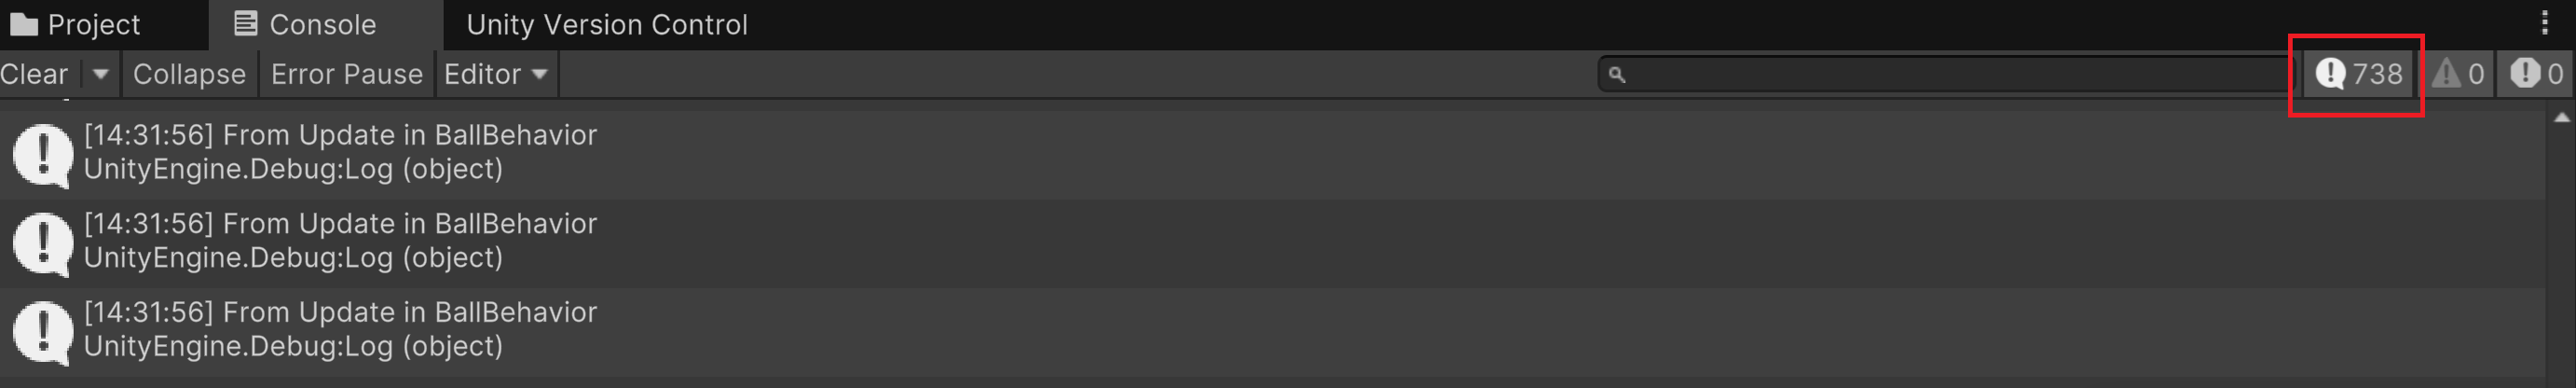 Project Console Unity Version Control
Clear Collapse Error Pause Editor 738 0 0
[14:31:56] From Update in BallBehavior
UnityEngine.Debug:Log (object)
[14:31:56] From Update in BallBehavior
UnityEngine.Debug:Log (object)
[14:31:56] From Update in BallBehavior
UnityEngine.Debug:Log (object)